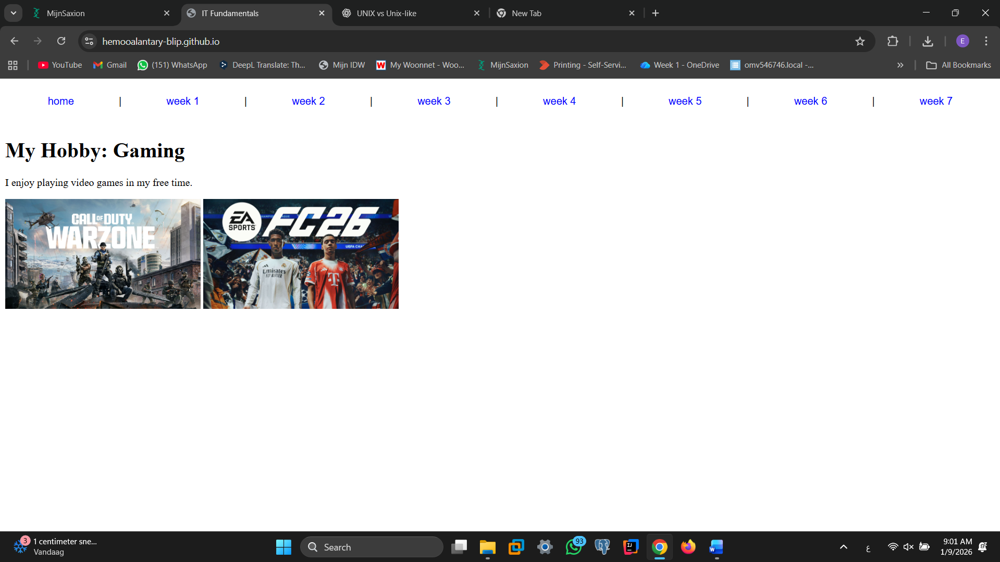 MijnSaxion
IT Fundamentals
UNIX vs Unix-like
New Tab
hemooalantary-blip.github.io
E
YouTube
Gmail
(151) WhatsApp
DeepL Translate: Th...
Mijn IDW
W
My Woonnet - Woo...
MijnSaxion
Printing - Self-Servi...
Week 1 - OneDrive
omv546746.local -...
All Bookmarks
home | week 1 | week 2 | week 3 | week 4 | week 5 | week 6 | week 7
My Hobby: Gaming
I enjoy playing video games in my free time.
CALL OF DUTY
WARZONE
EA
SPORTS
FC26
UEFA CHA
Emirates
FLY BETTER
T
3
1 centimeter sne...
Vandaag
Search
93
IJ
W
ع
9:01 AM
1/9/2026